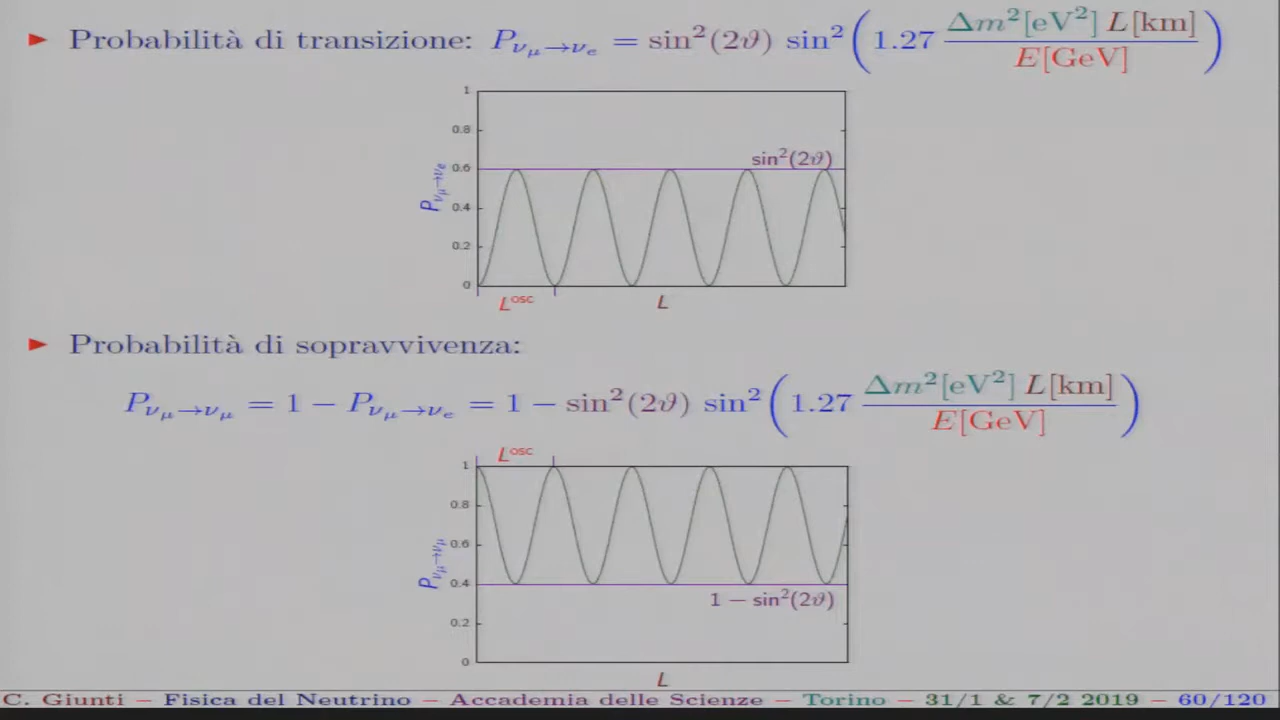 ► Probabilità di transizione: P_{ν_μ→ν_e} = sin²(2ϑ) sin²(1.27 Δm²[eV²] L[km] / E[GeV])
1
0.8
sin²(2ϑ)
0.6
P_{ν_μ→ν_e}
0.4
0.2
0
L^{osc} L
► Probabilità di sopravvivenza:
P_{ν_μ→ν_μ} = 1 − P_{ν_μ→ν_e} = 1 − sin²(2ϑ) sin²(1.27 Δm²[eV²] L[km] / E[GeV])
L^{osc}
1
0.8
0.6
P_{ν_μ→ν_μ}
0.4
1 − sin²(2ϑ)
0.2
0
L
C. Giunti − Fisica del Neutrino − Accademia delle Scienze − Torino − 31/1 & 7/2 2019 − 60/120